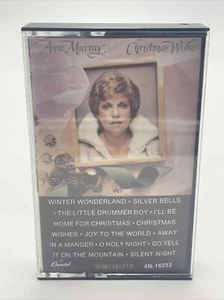 Anne Murray Christmas Wishes
WINTER WONDERLAND • SILVER BELLS
• THE LITTLE DRUMMER BOY • I'LL BE
HOME FOR CHRISTMAS • CHRISTMAS
WISHES • JOY TO THE WORLD • AWAY
IN A MANGER • O HOLY NIGHT • GO TELL
IT ON THE MOUNTAIN • SILENT NIGHT
Capitol STEREO CASSETTE 4N-16232